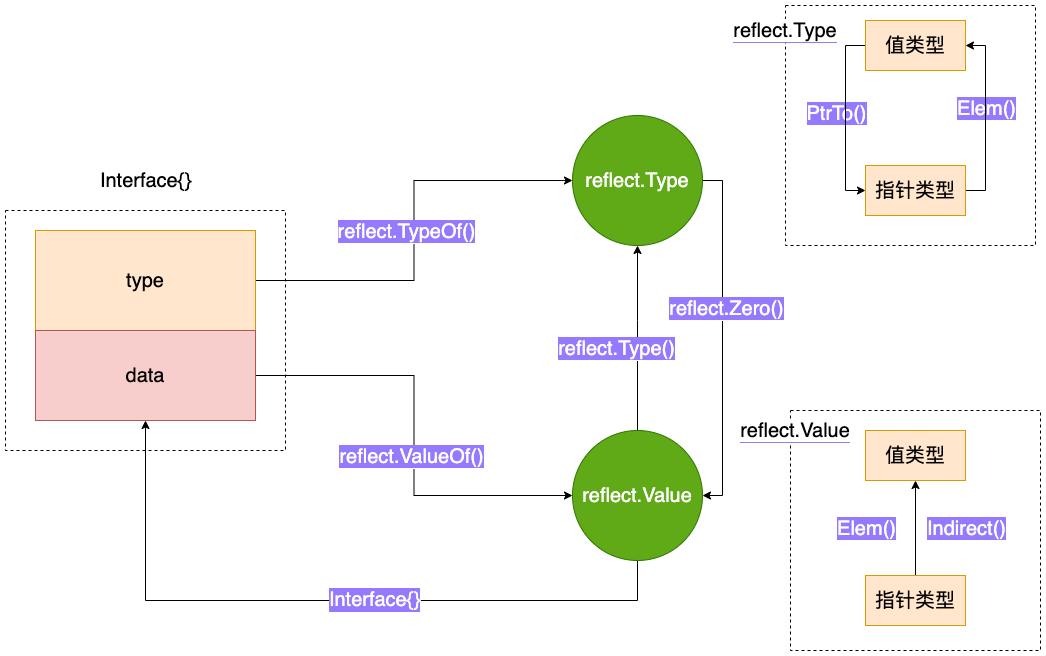 reflect.Type
值类型
PtrTo()
Elem()
指针类型
Interface{}
type
data
reflect.TypeOf()
reflect.Type
reflect.Zero()
reflect.Type()
reflect.ValueOf()
reflect.Value
Interface{}
reflect.Value
值类型
Elem()
Indirect()
指针类型